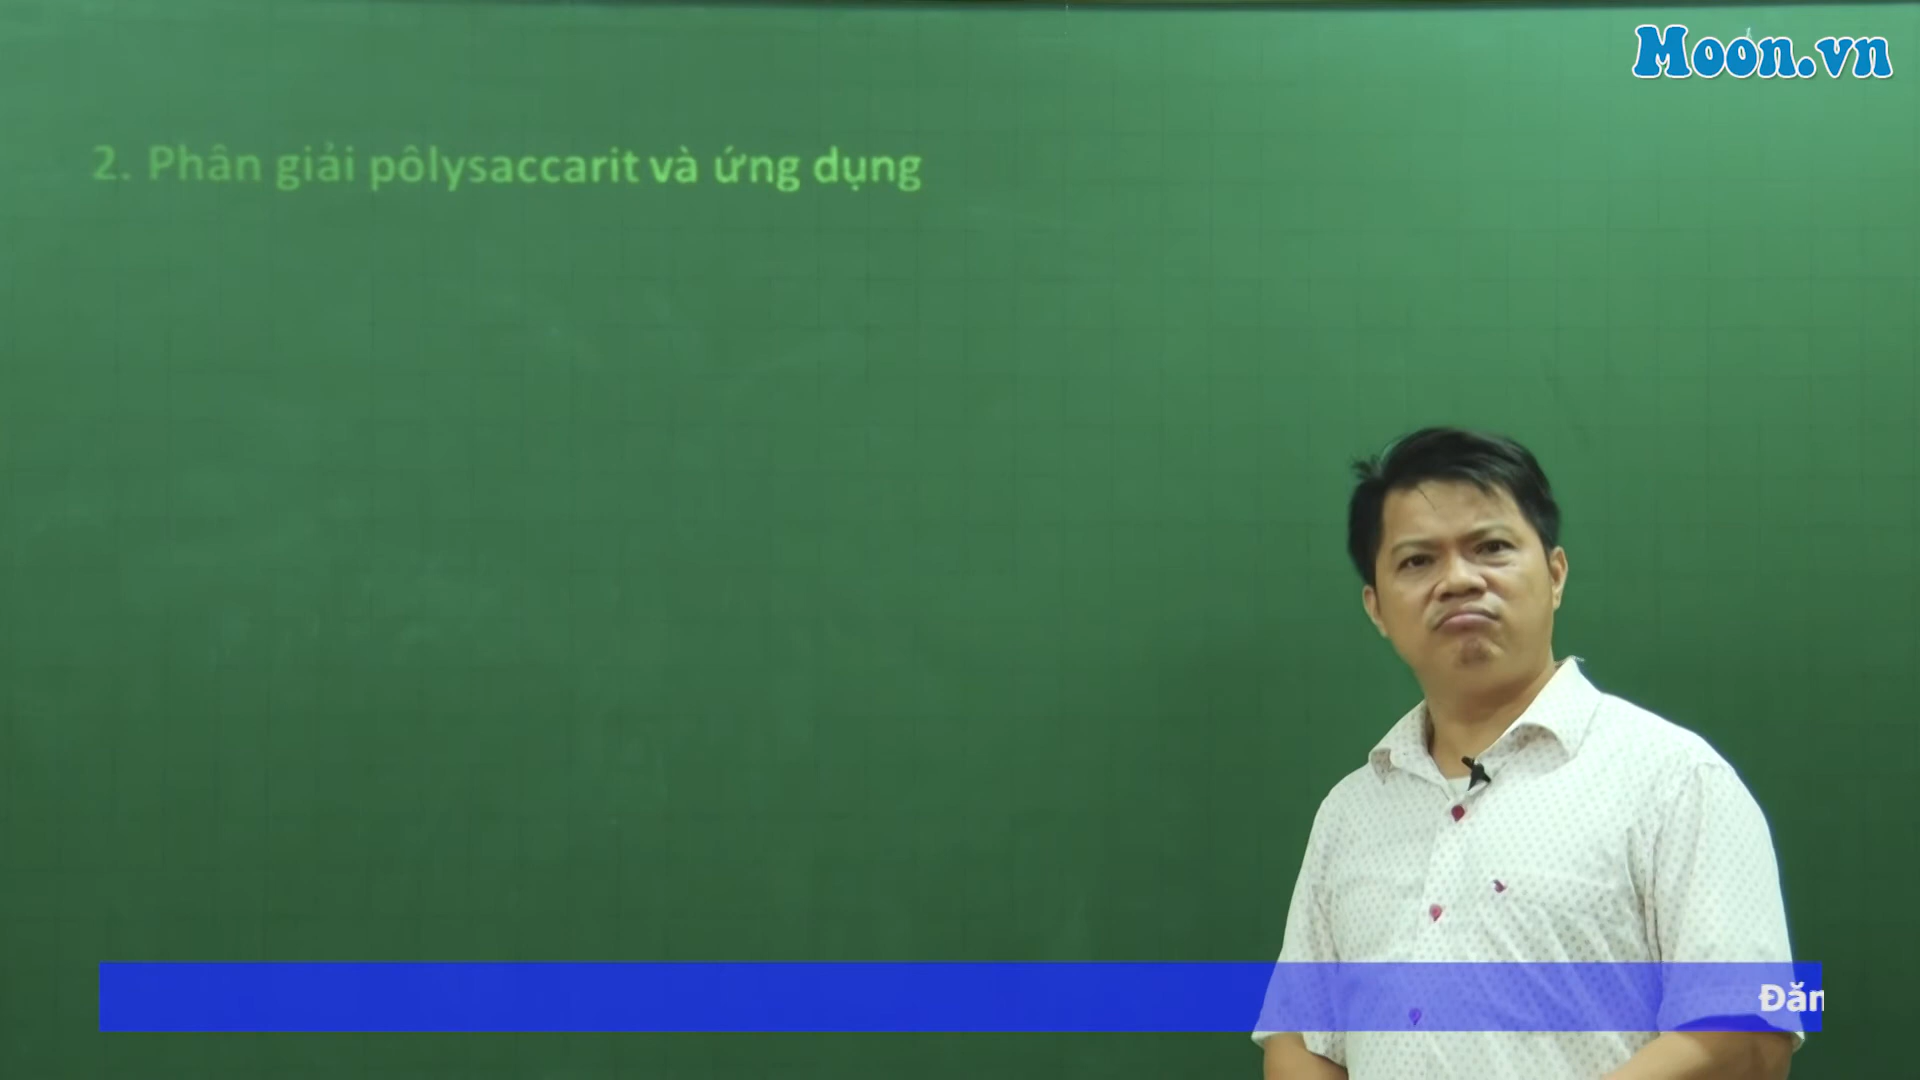 Moon.vn
2. Phân giải pôlysaccarit và ứng dụng
Đăn